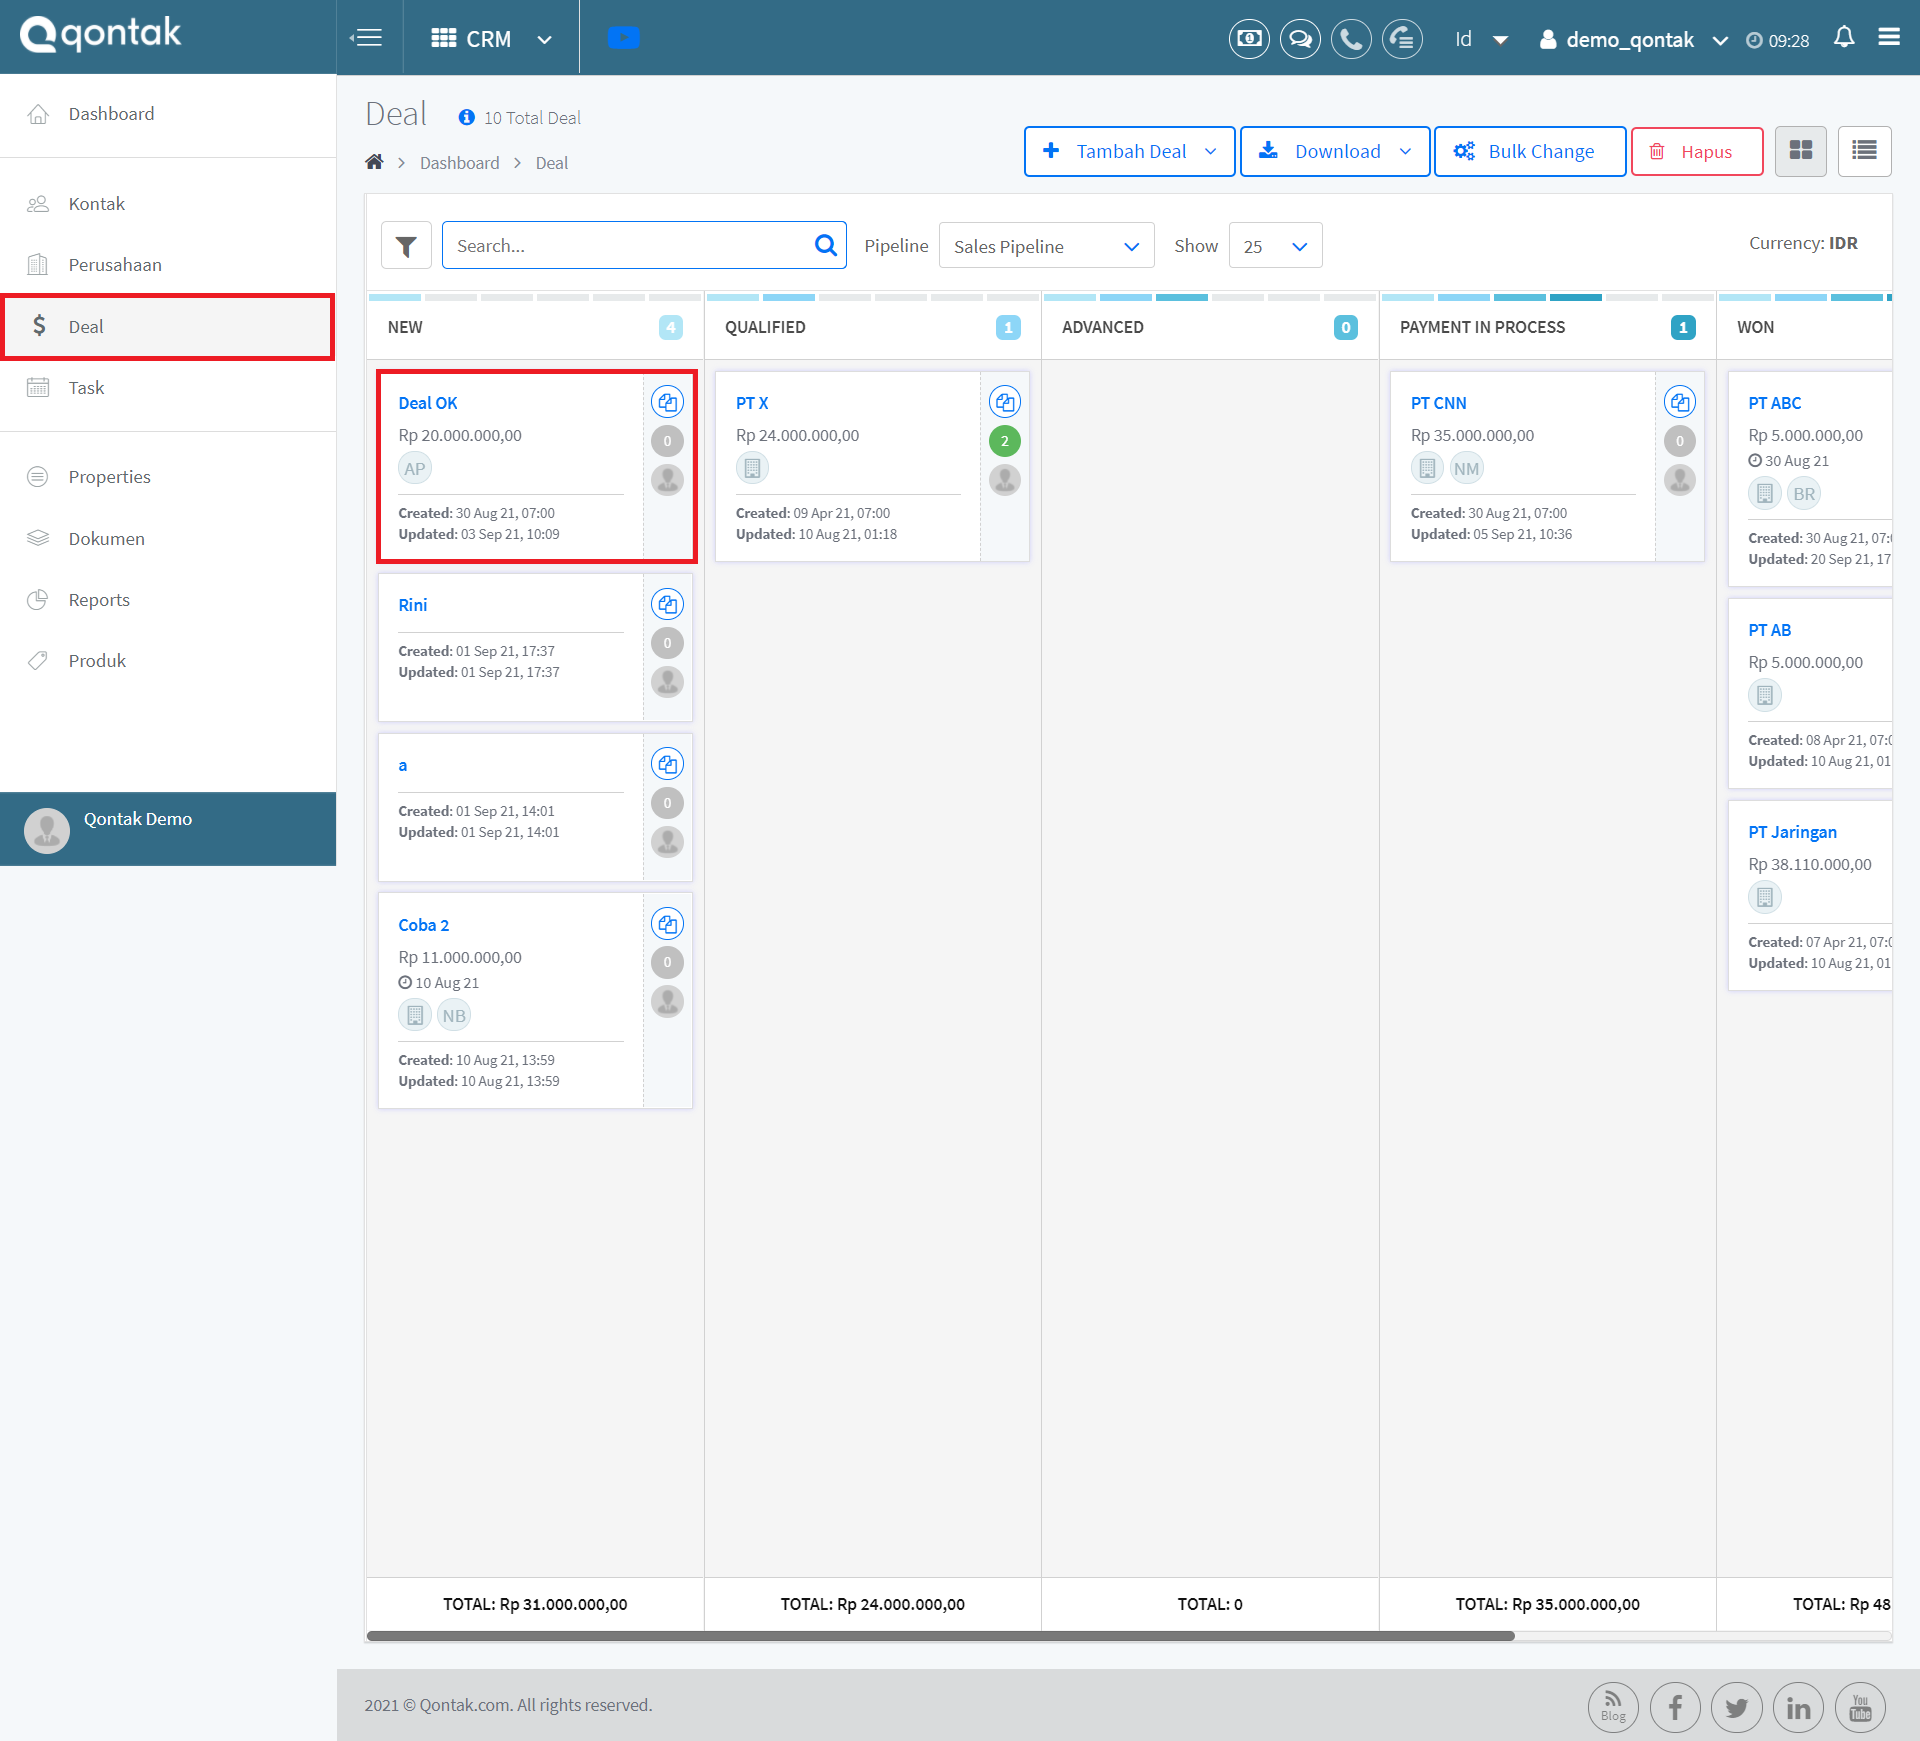 qontak
CRM
Id
demo_qontak
09:28
Dashboard
Kontak
Perusahaan
Deal
Task
Properties
Dokumen
Reports
Produk
Qontak Demo
Deal
10 Total Deal
Dashboard
Deal
Tambah Deal
Download
Bulk Change
Hapus
Search...
Pipeline
Sales Pipeline
Show
25
Currency: IDR
NEW
4
Deal OK
Rp 20.000.000,00
AP
0
Created: 30 Aug 21, 07:00
Updated: 03 Sep 21, 10:09
Rini
0
Created: 01 Sep 21, 17:37
Updated: 01 Sep 21, 17:37
a
0
Created: 01 Sep 21, 14:01
Updated: 01 Sep 21, 14:01
Coba 2
Rp 11.000.000,00
0
10 Aug 21
NB
Created: 10 Aug 21, 13:59
Updated: 10 Aug 21, 13:59
TOTAL: Rp 31.000.000,00
QUALIFIED
1
PT X
Rp 24.000.000,00
2
Created: 09 Apr 21, 07:00
Updated: 10 Aug 21, 01:18
TOTAL: Rp 24.000.000,00
ADVANCED
0
TOTAL: 0
PAYMENT IN PROCESS
1
PT CNN
Rp 35.000.000,00
0
NM
Created: 30 Aug 21, 07:00
Updated: 05 Sep 21, 10:36
TOTAL: Rp 35.000.000,00
WON
PT ABC
Rp 5.000.000,00
30 Aug 21
BR
Created: 30 Aug 21, 07:
Updated: 20 Sep 21, 17
PT AB
Rp 5.000.000,00
Created: 08 Apr 21, 07:
Updated: 10 Aug 21, 01
PT Jaringan
Rp 38.110.000,00
Created: 07 Apr 21, 07:
Updated: 10 Aug 21, 01
TOTAL: Rp 48
2021 © Qontak.com. All rights reserved.
Blog
You
Tube